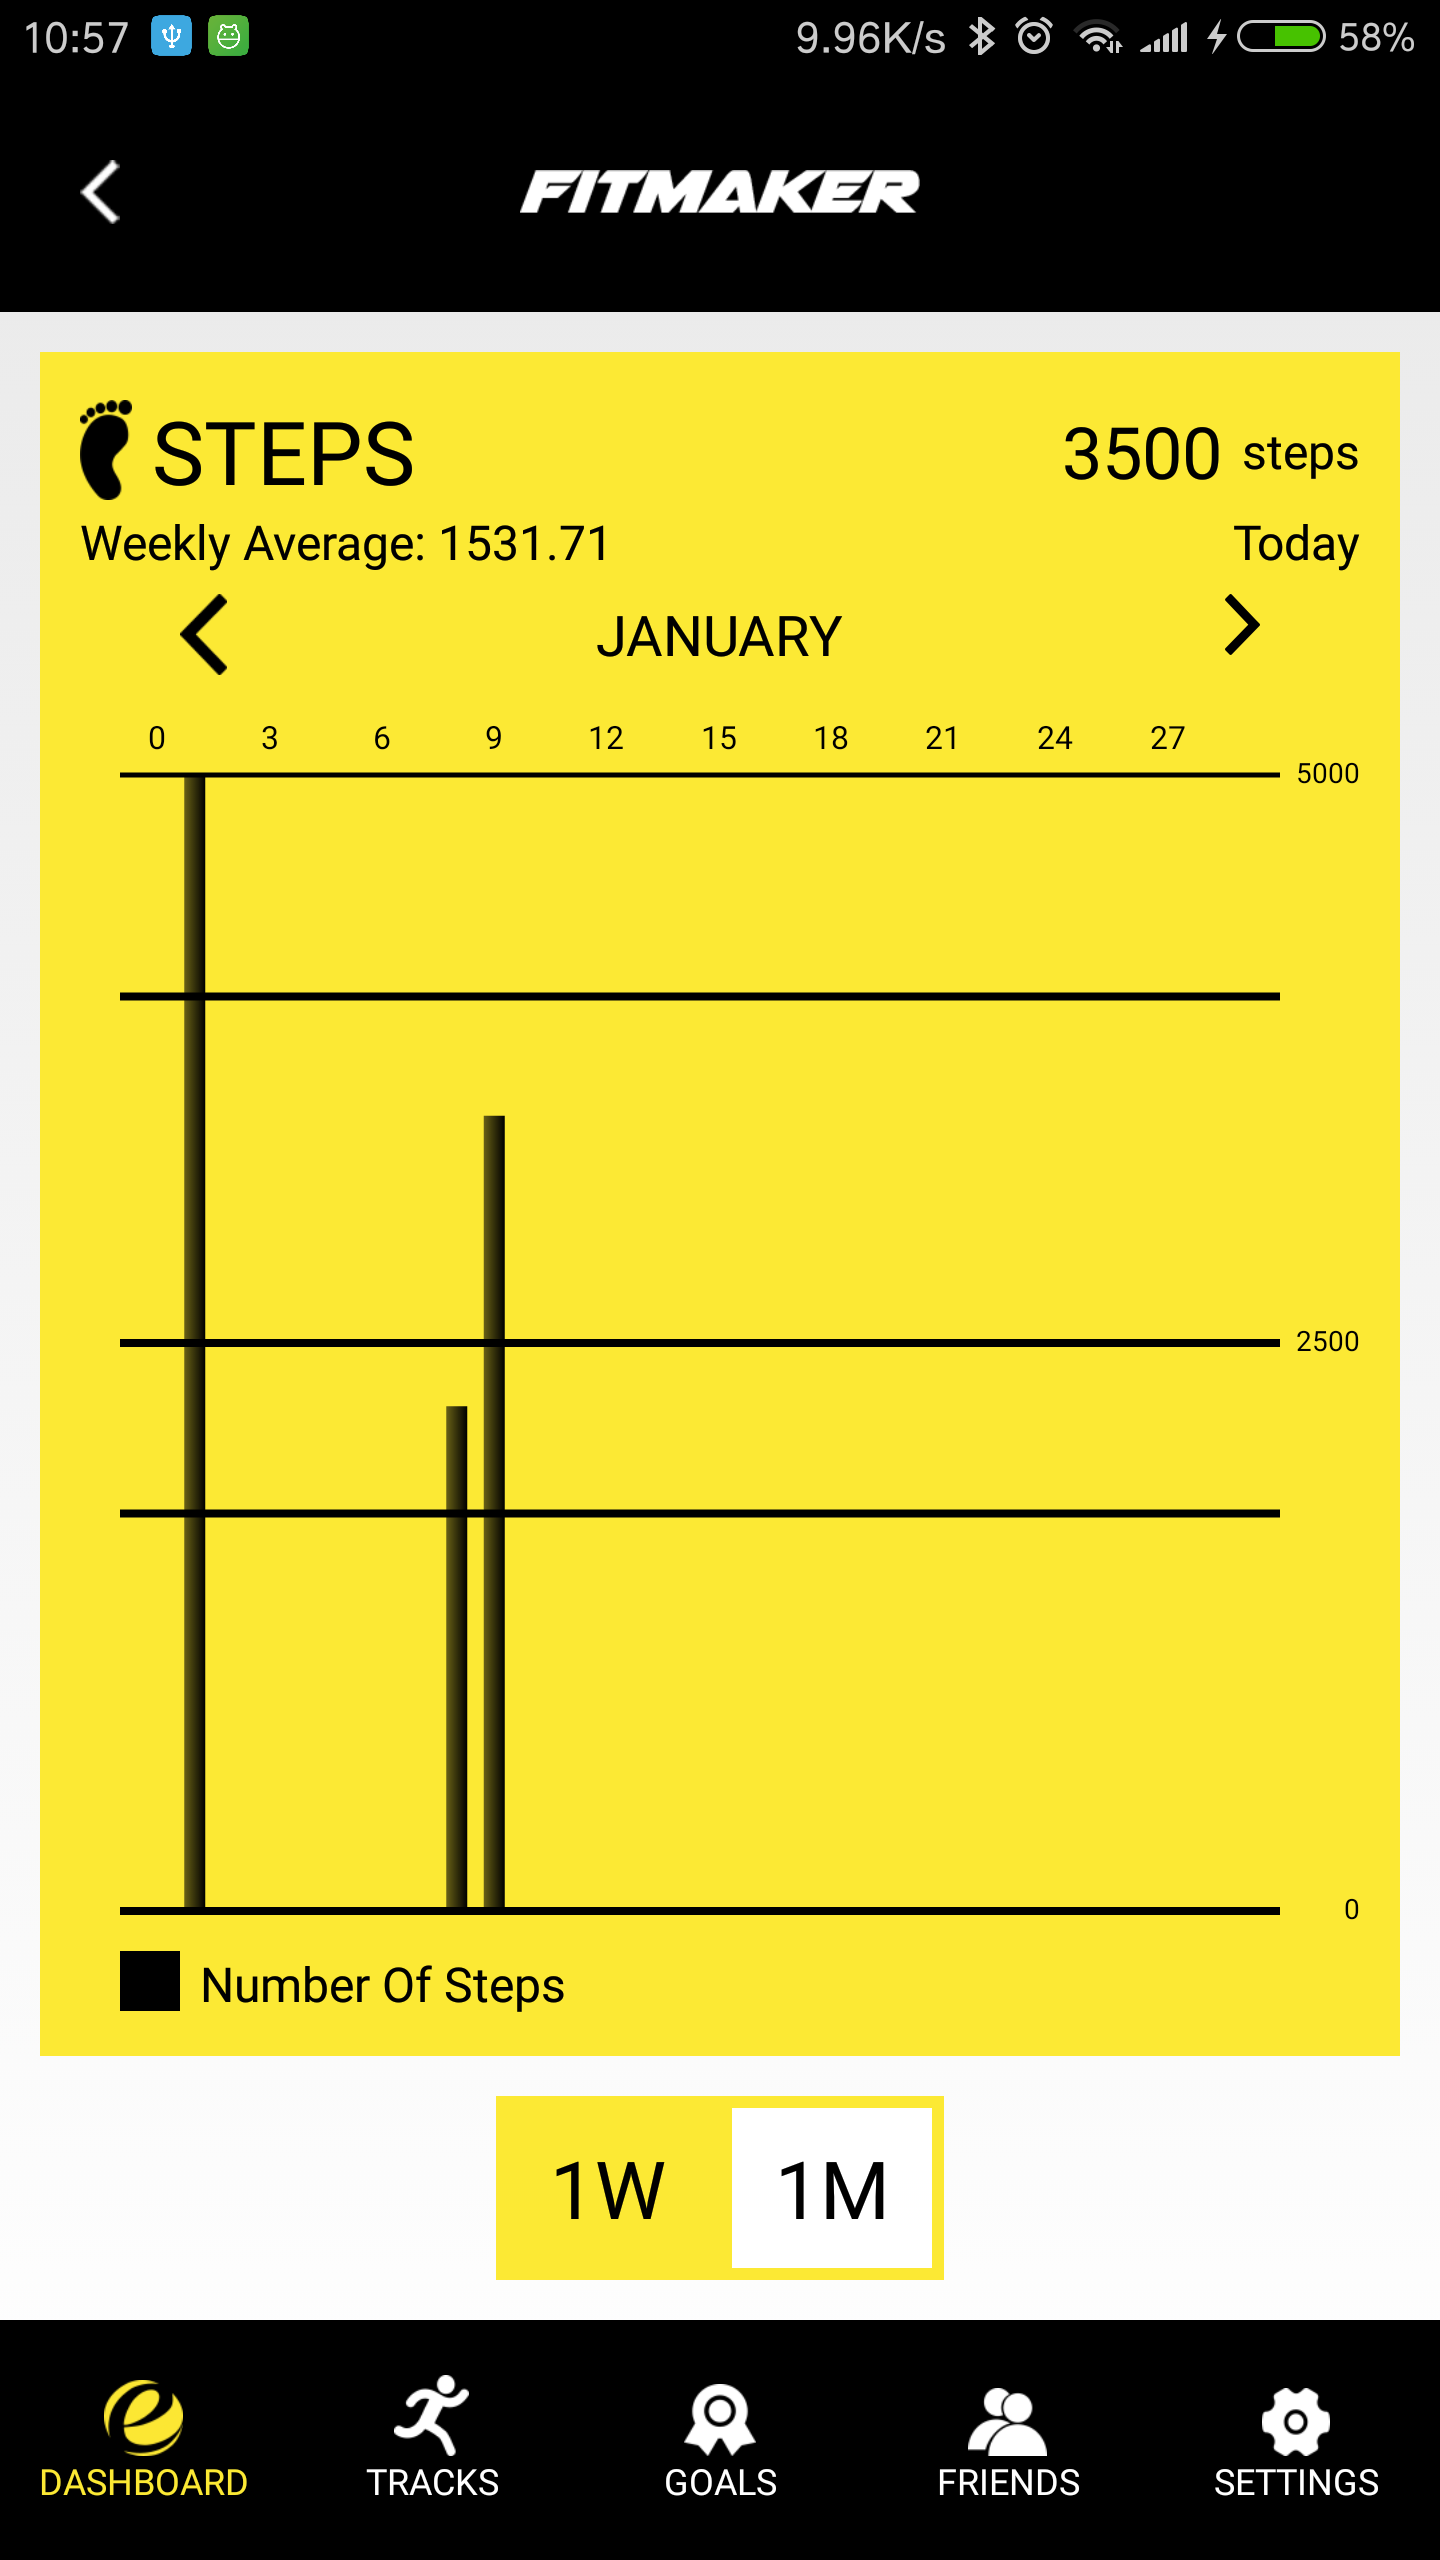 10:57 9.96K/s 58%
FITMAKER
STEPS 3500 steps
Weekly Average: 1531.71 Today
JANUARY
0 3 6 9 12 15 18 21 24 27
5000
2500
0
Number Of Steps
1W 1M
DASHBOARD TRACKS GOALS FRIENDS SETTINGS